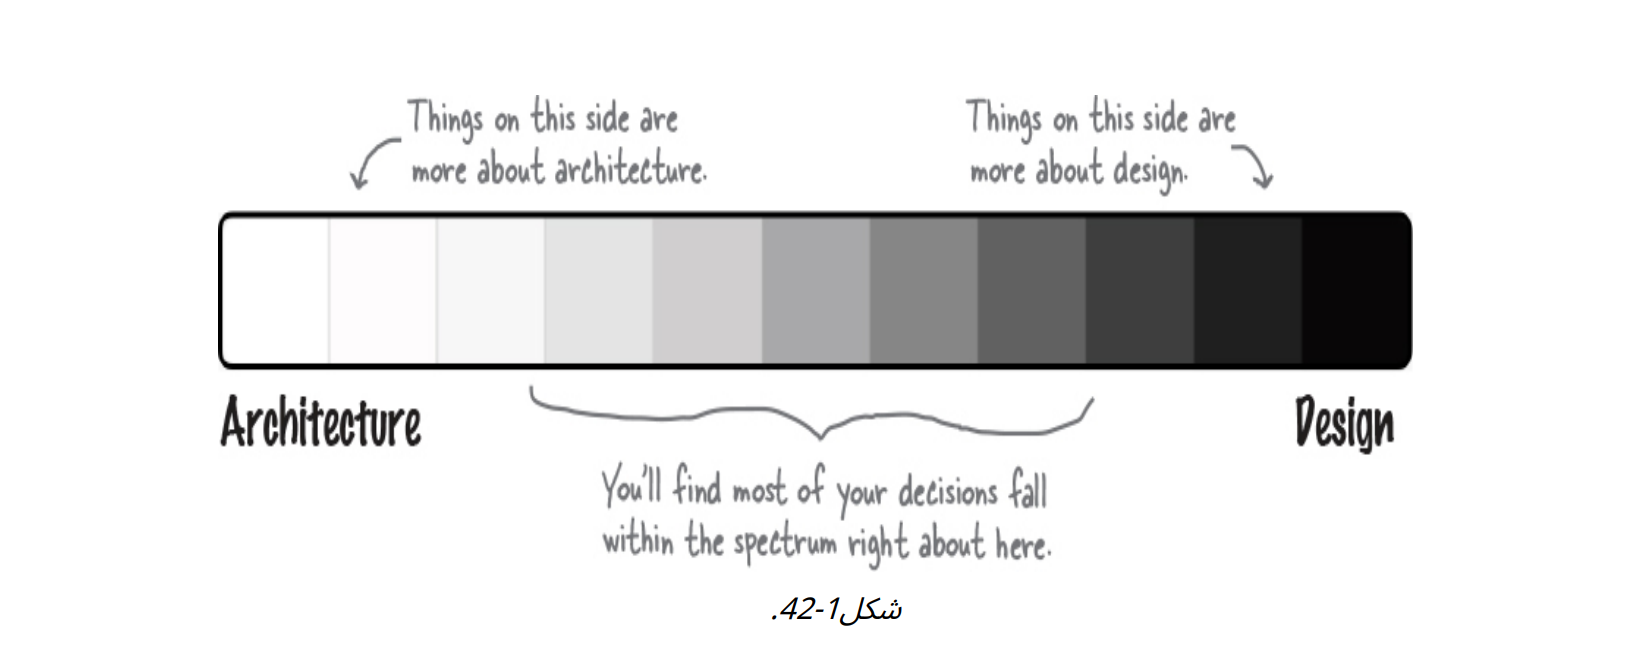 Things on this side are
more about architecture.
Things on this side are
more about design.
Architecture
Design
You'll find most of your decisions fall
within the spectrum right about here.
شکل1-42.